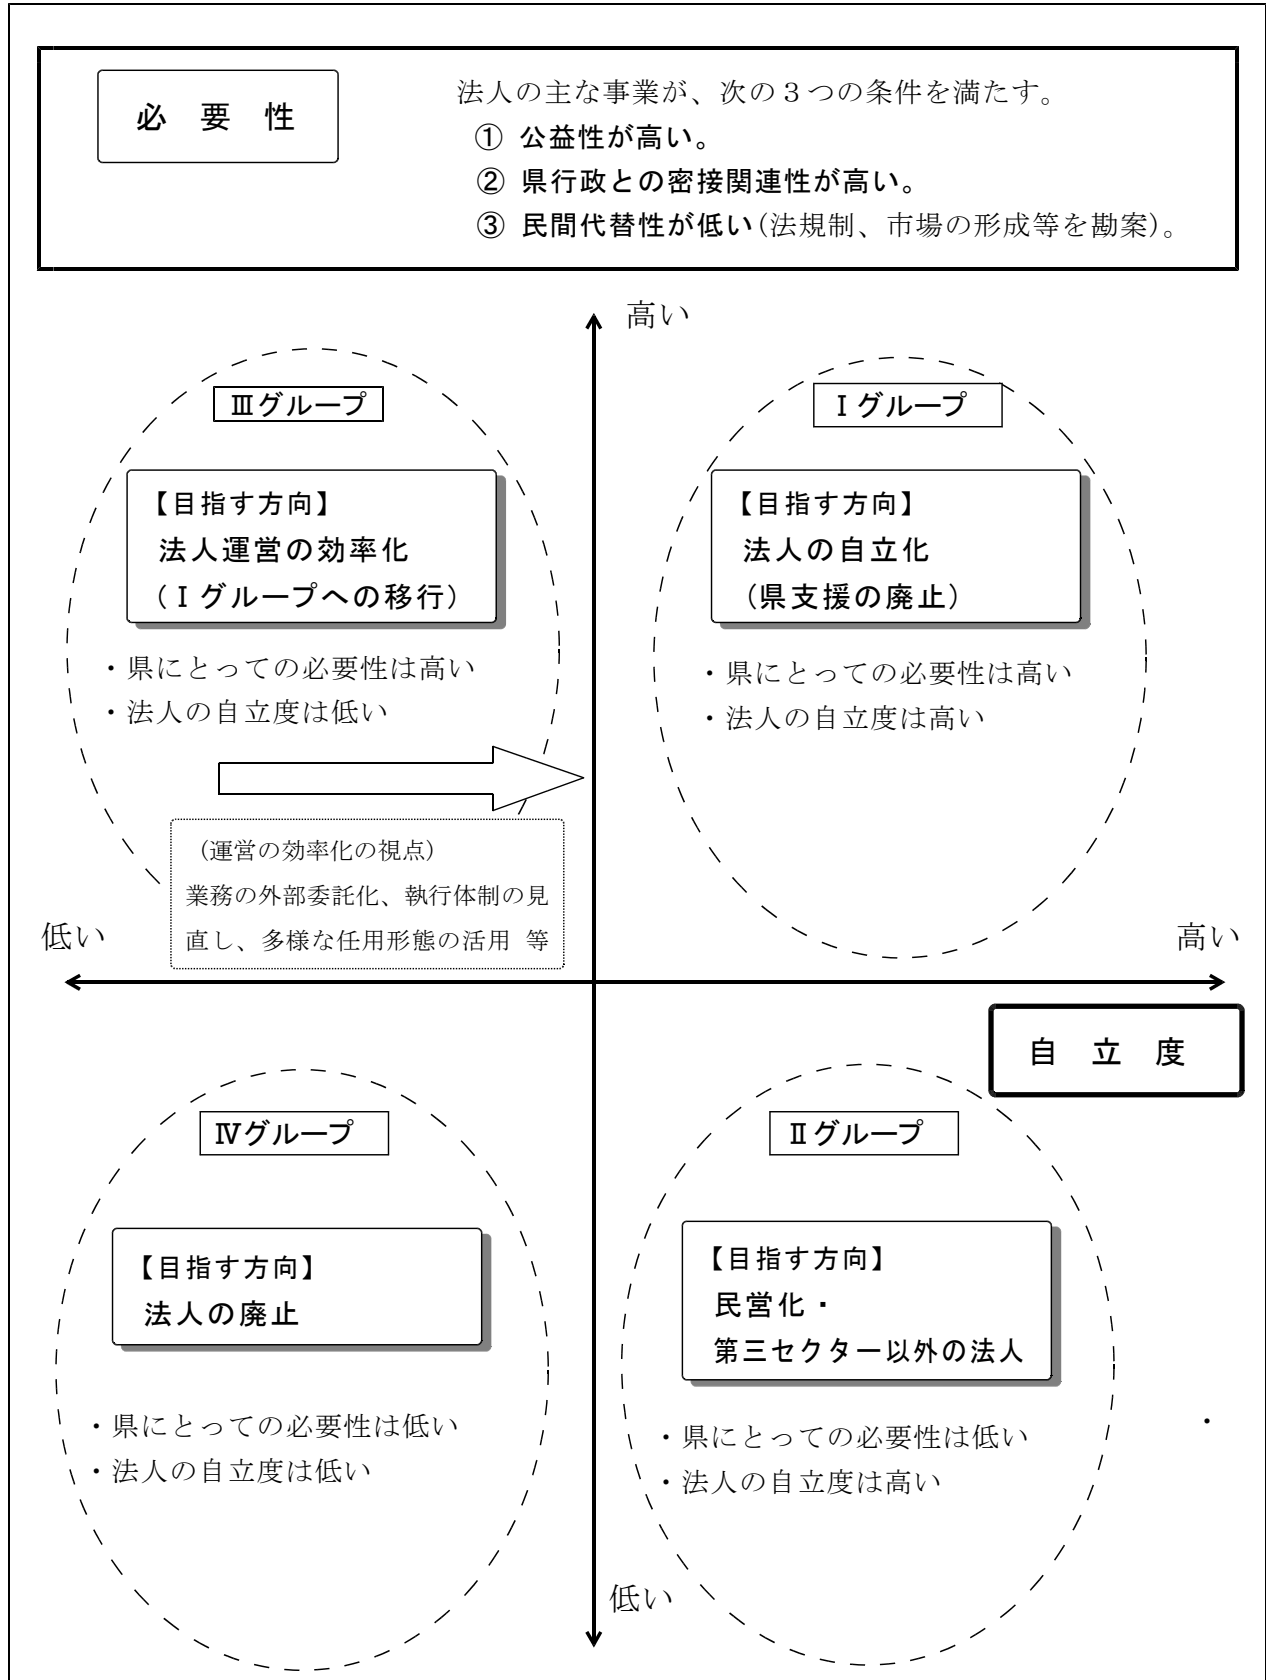 必 要 性
法人の主な事業が、次の3つの条件を満たす。
① 公益性が高い。
② 県行政との密接関連性が高い。
③ 民間代替性が低い(法規制、市場の形成等を勘案)。
高い
Ⅲグループ
【目指す方向】
法人運営の効率化
(Ⅰグループへの移行)
・県にとっての必要性は高い
・法人の自立度は低い
(運営の効率化の視点)
業務の外部委託化、執行体制の見
直し、多様な任用形態の活用 等
Ⅰグループ
【目指す方向】
法人の自立化
(県支援の廃止)
・県にとっての必要性は高い
・法人の自立度は高い
低い
高い
自 立 度
Ⅳグループ
【目指す方向】
法人の廃止
・県にとっての必要性は低い
・法人の自立度は低い
Ⅱグループ
【目指す方向】
民営化・
第三セクター以外の法人
・県にとっての必要性は低い
・法人の自立度は高い
・
低い